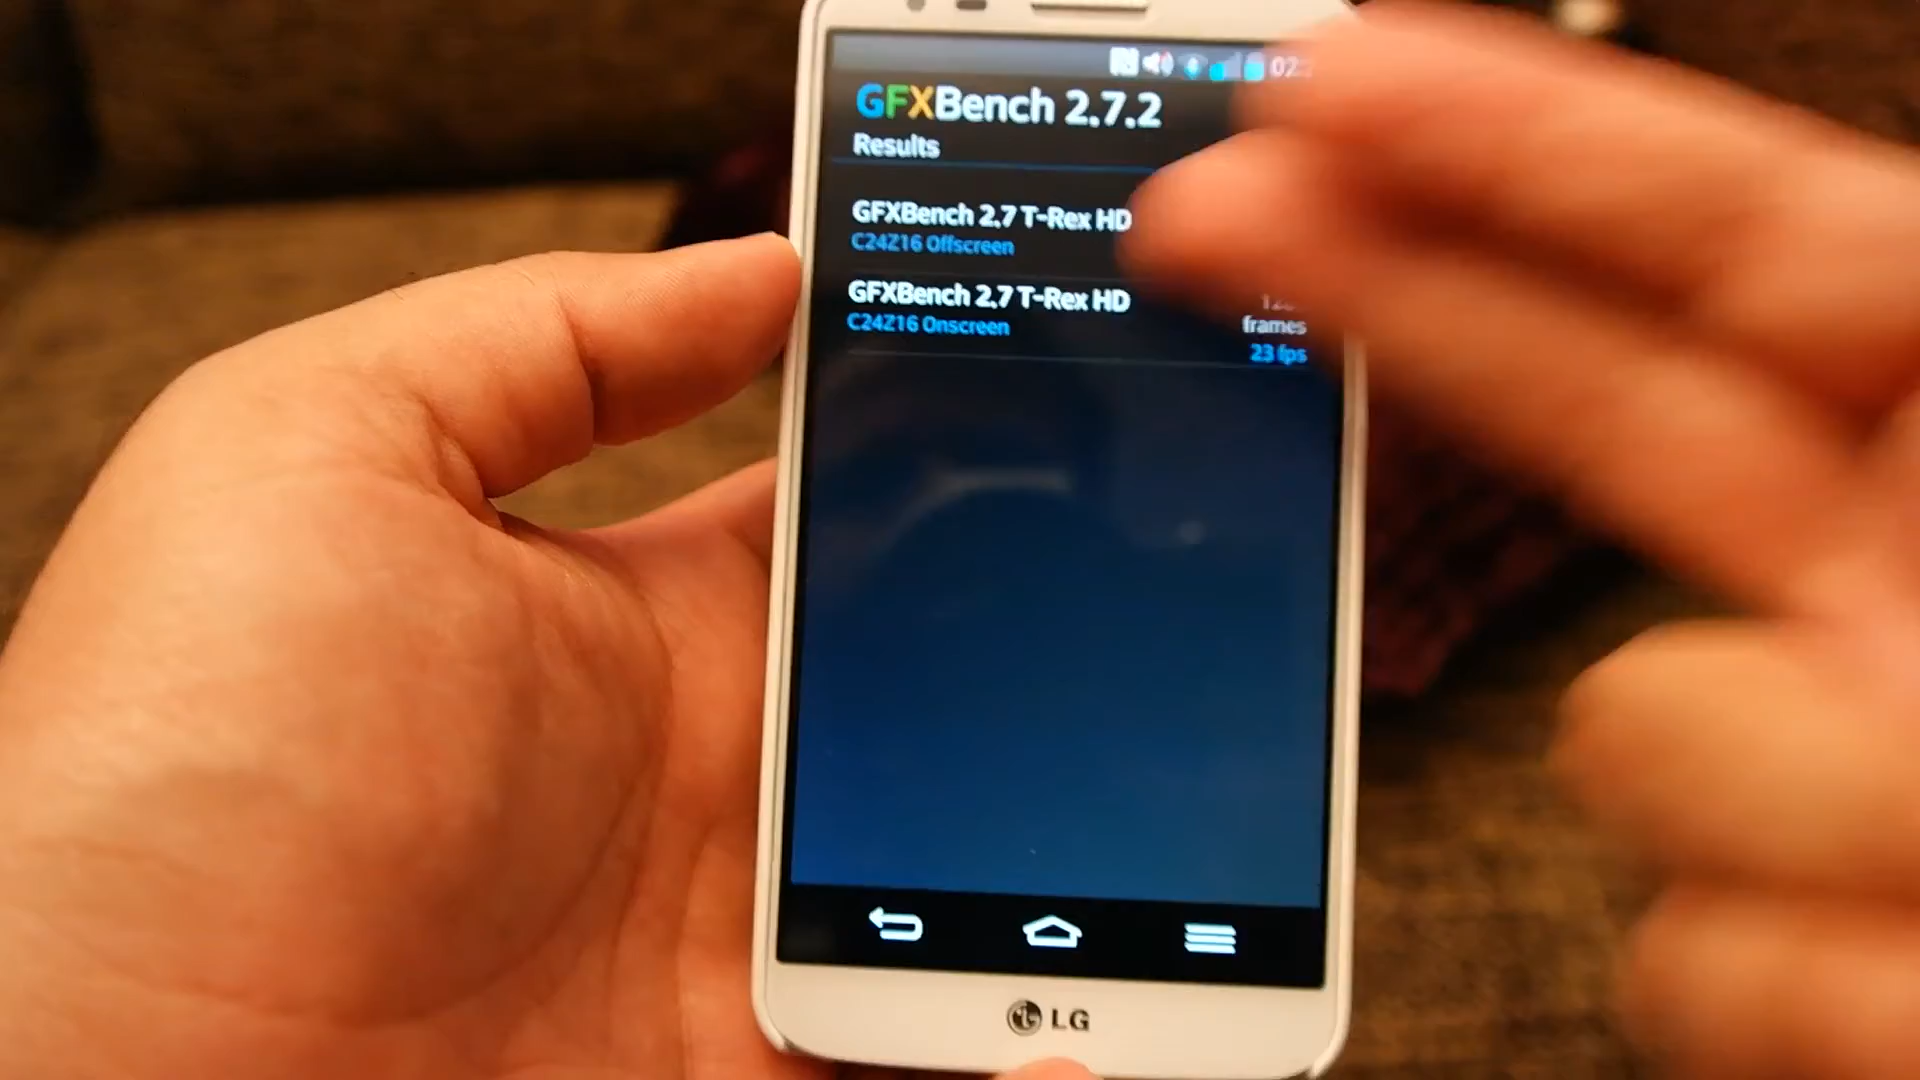 GFXBench 2.7.2
Results
GFXBench 2.7 T-Rex HD
C24Z16 Offscreen
GFXBench 2.7 T-Rex HD
C24Z16 Onscreen
frames
23 fps
LG